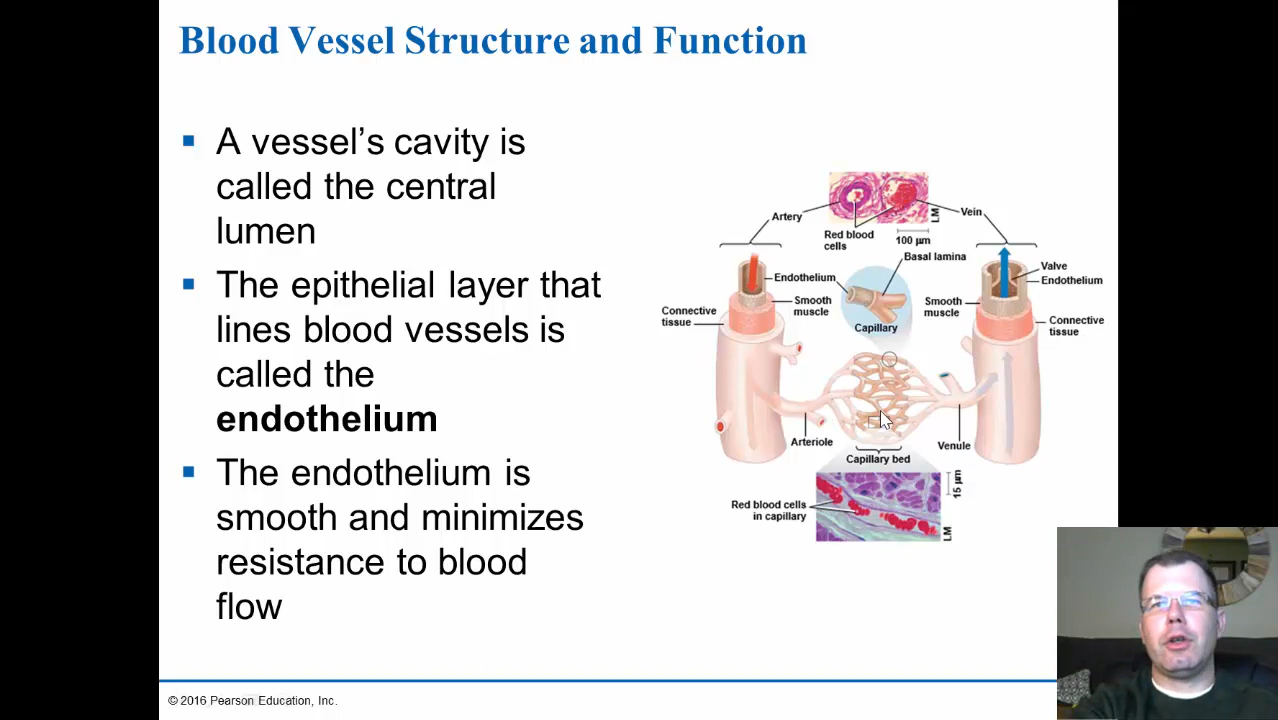 Blood Vessel Structure and Function
A vessel’s cavity is
called the central
lumen
The epithelial layer that
lines blood vessels is
called the
endothelium
The endothelium is
smooth and minimizes
resistance to blood
flow
Artery
Vein
LM
Red blood
cells
100 µm
Basal lamina
Endothelium
Valve
Endothelium
Smooth
muscle
Smooth
muscle
Connective
tissue
Connective
tissue
Capillary
Arteriole
Venule
Capillary bed
15 µm
Red blood cells
in capillary
LM
© 2016 Pearson Education, Inc.